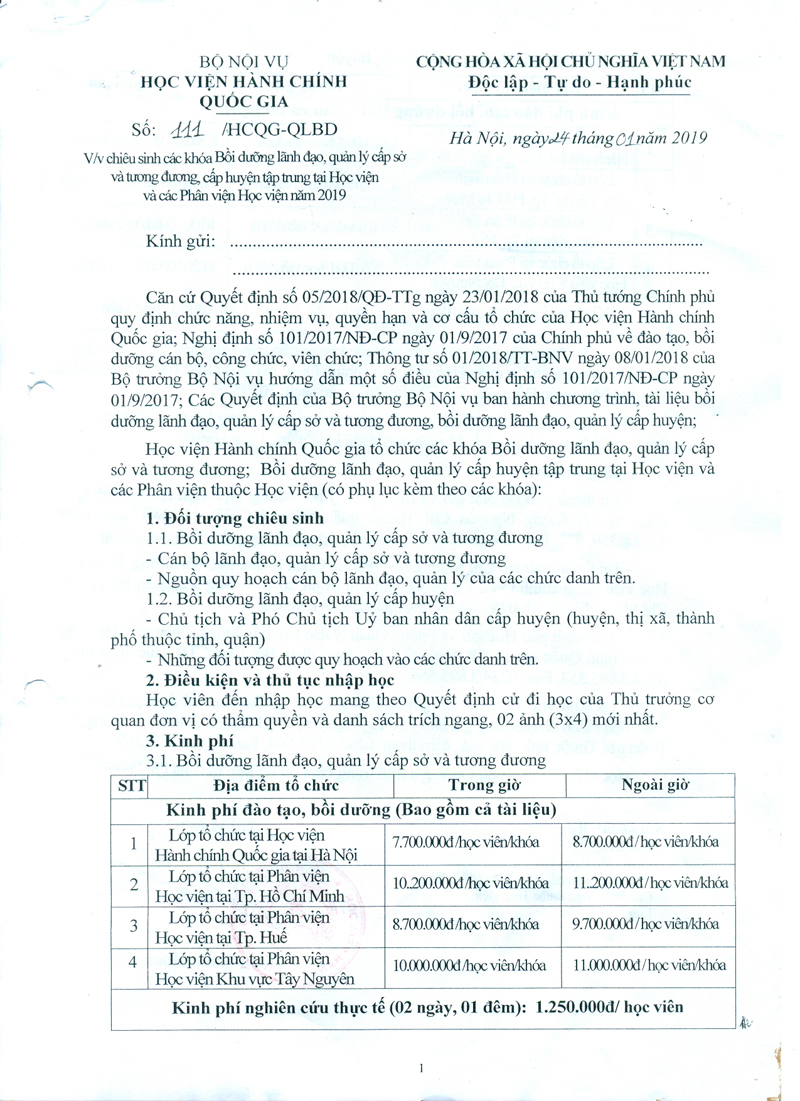 BỘ NỘI VỤ
HỌC VIỆN HÀNH CHÍNH
QUỐC GIA
Số: 111 /HCQG-QLBD
V/v chiêu sinh các khóa Bồi dưỡng lãnh đạo, quản lý cấp sở
và tương đương, cấp huyện tập trung tại Học viện
và các Phân viện Học viện năm 2019
CỘNG HÒA XÃ HỘI CHỦ NGHĨA VIỆT NAM
Độc lập - Tự do - Hạnh phúc
Hà Nội, ngày 24 tháng 01 năm 2019
Kính gửi: ........................................................................................................
........................................................................................................
Căn cứ Quyết định số 05/2018/QĐ-TTg ngày 23/01/2018 của Thủ tướng Chính phủ
quy định chức năng, nhiệm vụ, quyền hạn và cơ cấu tổ chức của Học viện Hành chính
Quốc gia; Nghị định số 101/2017/NĐ-CP ngày 01/9/2017 của Chính phủ về đào tạo, bồi
dưỡng cán bộ, công chức, viên chức; Thông tư số 01/2018/TT-BNV ngày 08/01/2018 của
Bộ trưởng Bộ Nội vụ hướng dẫn một số điều của Nghị định số 101/2017/NĐ-CP ngày
01/9/2017; Các Quyết định của Bộ trưởng Bộ Nội vụ ban hành chương trình, tài liệu bồi
dưỡng lãnh đạo, quản lý cấp sở và tương đương, bồi dưỡng lãnh đạo, quản lý cấp huyện;
Học viện Hành chính Quốc gia tổ chức các khóa Bồi dưỡng lãnh đạo, quản lý cấp
sở và tương đương; Bồi dưỡng lãnh đạo, quản lý cấp huyện tập trung tại Học viện và
các Phân viện thuộc Học viện (có phụ lục kèm theo các khóa):
1. Đối tượng chiêu sinh
1.1. Bồi dưỡng lãnh đạo, quản lý cấp sở và tương đương
- Cán bộ lãnh đạo, quản lý cấp sở và tương đương
- Nguồn quy hoạch cán bộ lãnh đạo, quản lý của các chức danh trên.
1.2. Bồi dưỡng lãnh đạo, quản lý cấp huyện
- Chủ tịch và Phó Chủ tịch Uỷ ban nhân dân cấp huyện (huyện, thị xã, thành
phố thuộc tỉnh, quận)
- Những đối tượng được quy hoạch vào các chức danh trên.
2. Điều kiện và thủ tục nhập học
Học viên đến nhập học mang theo Quyết định cử đi học của Thủ trưởng cơ
quan đơn vị có thẩm quyền và danh sách trích ngang, 02 ảnh (3x4) mới nhất.
3. Kinh phí
3.1. Bồi dưỡng lãnh đạo, quản lý cấp sở và tương đương
STT Địa điểm tổ chức Trong giờ Ngoài giờ
Kinh phí đào tạo, bồi dưỡng (Bao gồm cả tài liệu)
1 Lớp tổ chức tại Học viện
Hành chính Quốc gia tại Hà Nội 7.700.000đ/học viên/khóa 8.700.000đ/học viên/khóa
2 Lớp tổ chức tại Phân viện
Học viện tại Tp. Hồ Chí Minh 10..200.000đ/học viên/khóa 11.200.000đ/học viên/khóa
3 Lớp tổ chức tại Phân viện
Học viện tại Tp. Huế 8.700.000đ/học viên/khóa 9.700.000đ/học viên/khóa
4 Lớp tổ chức tại Phân viện
Học viện Khu vực Tây Nguyên 10.000.000đ/học viên/khóa 11.000.000đ/học viên/khóa
Kinh phí nghiên cứu thực tế (02 ngày, 01 đêm): 1.250.000đ/ học viên
1